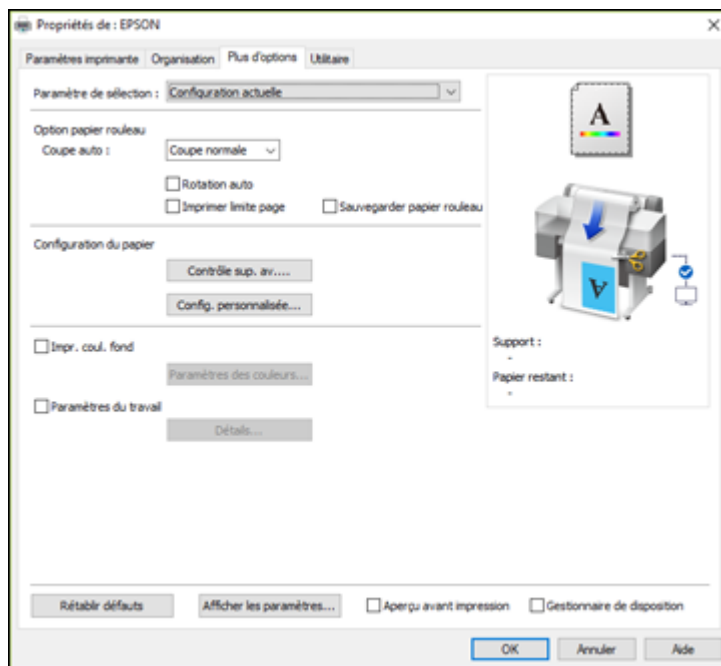 Propriétés de : EPSON
Paramètres imprimante Organisation Plus d'options Utilitaire
Paramètre de sélection : Configuration actuelle
Option papier rouleau
Coupe auto : Coupe normale
Rotation auto
Imprimer limite page Sauvegarder papier rouleau
Configuration du papier
Contrôle sup. av....
Config. personnalisée...
Impr. coul. fond
Paramètres des couleurs...
Paramètres du travail
Détails...
A
A
Support :
-
Papier restant :
-
Rétablir défauts Afficher les paramètres... Aperçu avant impression Gestionnaire de disposition
OK Annuler Aide